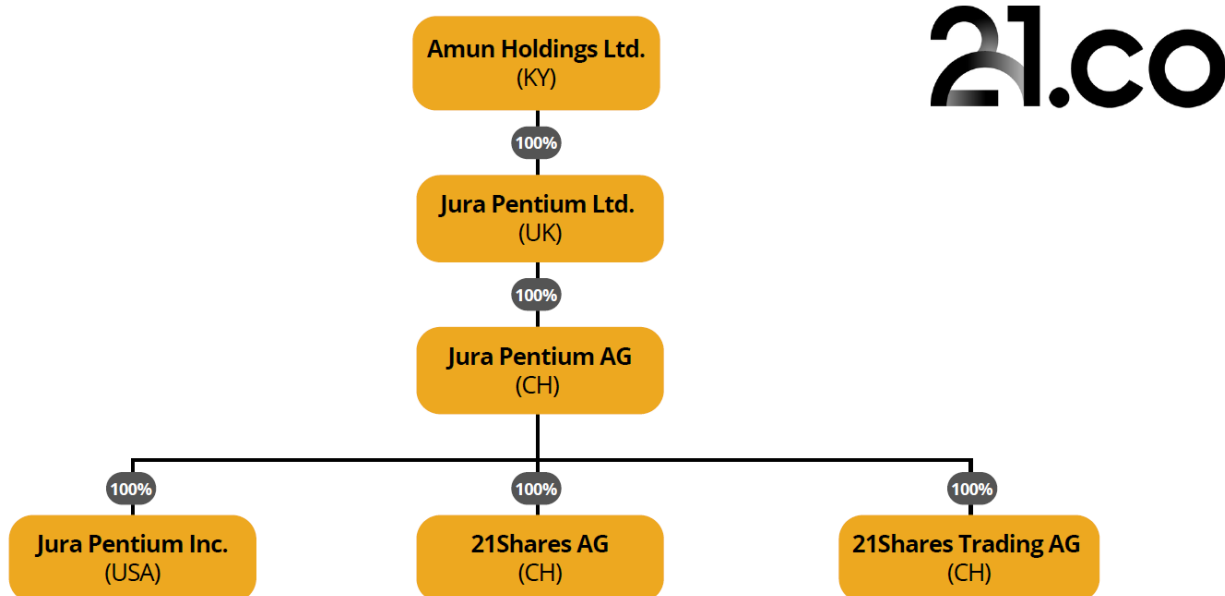 21.co
Amun Holdings Ltd.
(KY)
100%
Jura Pentium Ltd.
(UK)
100%
Jura Pentium AG
(CH)
100%
100%
100%
Jura Pentium Inc.
(USA)
21Shares AG
(CH)
21Shares Trading AG
(CH)